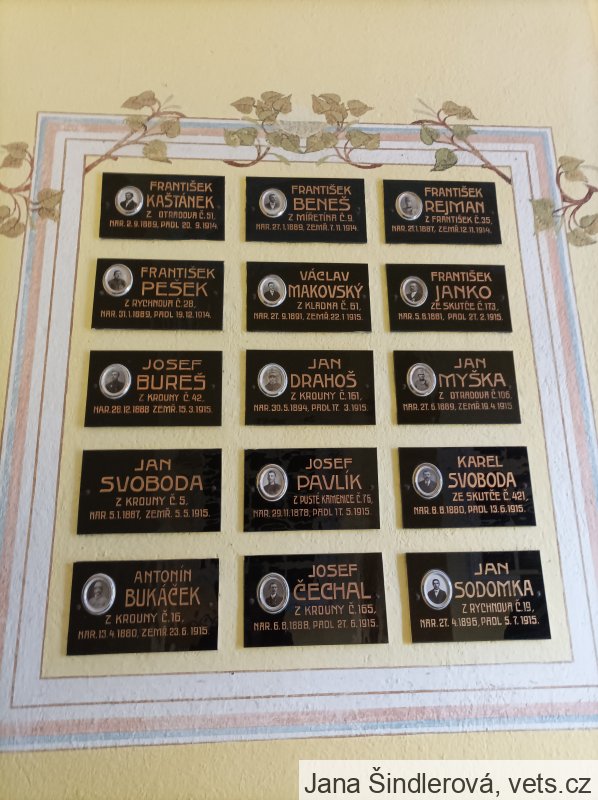 FRANTIŠEK
KAŠTÁNEK
Z OTRADOVA Č. 51,
NAR. 2. 9. 1889, PADL 20. 9. 1914.
FRANTIŠEK
BENEŠ
Z MIŘETÍNA Č. 9,
NAR. 27. 1. 1889, ZEMŘ. 7. 11. 1914.
FRANTIŠEK
REJMAN
Z FRANTIŠEK Č. 35,
NAR. 21. 1. 1887, ZEMŘ. 12. 11. 1914.
FRANTIŠEK
PEŠEK
Z RYCHNOVA Č. 28,
NAR. 31. 1. 1889, PADL 19. 12. 1914.
VÁCLAV
MAKOVSKÝ
Z KLADNA Č. 61,
NAR. 27. 9. 1891, ZEMŘ. 22. 1. 1915.
FRANTIŠEK
JANKO
ZE SKUTČE Č. 173,
NAR. 5. 8. 1881, PADL 27. 2. 1915.
JOSEF
BUREŠ
Z KROUNY Č. 42,
NAR. 28. 12. 1888 ZEMŘ. 15. 3. 1915.
JAN
DRAHOŠ
Z KROUNY Č. 161,
NAR. 30. 5. 1894, PADL 17. 3. 1915.
JAN
MYŠKA
Z OTRADOVA Č. 106,
NAR. 27. 6. 1889, ZEMŘ. 19. 4. 1915.
JAN
SVOBODA
Z KROUNY Č. 5,
NAR. 5. 1. 1887, ZEMŘ. 5. 5. 1915.
JOSEF
PAVLÍK
Z PUSTÉ KAMENICE Č. 76,
NAR. 29. 11. 1878, PADL 17. 5. 1915.
KAREL
SVOBODA
ZE SKUTČE Č. 421,
NAR. 8. 8. 1880, PADL 13. 6. 1915.
ANTONÍN
BUKÁČEK
Z KROUNY Č. 16,
NAR. 13. 4. 1880, ZEMŘ. 23. 6. 1915.
JOSEF
ČECHAL
Z KROUNY Č. 165,
NAR. 6. 8. 1888, PADL 27. 6. 1915.
JAN
SODOMKA
Z RYCHNOVA Č. 19,
NAR. 27. 4. 1896, PADL 5. 7. 1915.
Jana Šindlerová, vets.cz